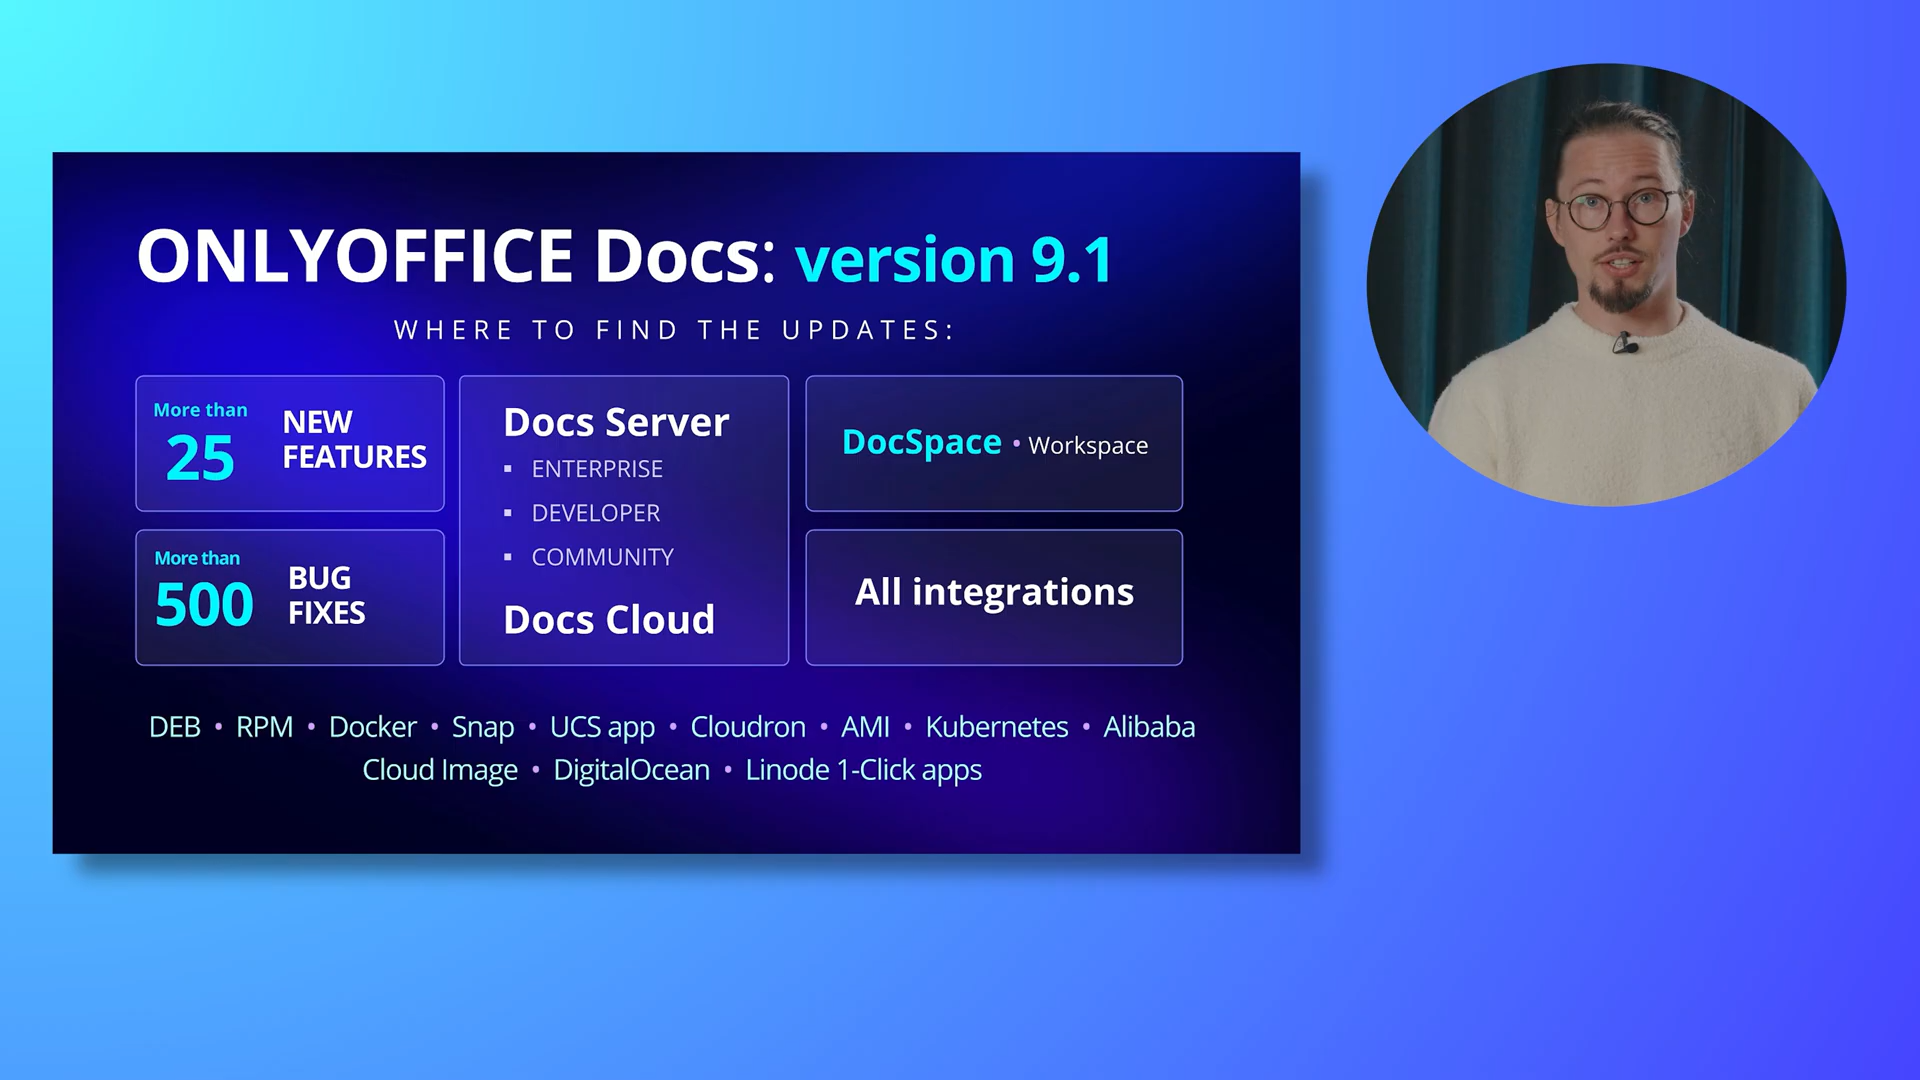 ONLYOFFICE Docs: version 9.1
WHERE TO FIND THE UPDATES:
More than
25
NEW
FEATURES
More than
500
BUG
FIXES
Docs Server
▪ ENTERPRISE
▪ DEVELOPER
▪ COMMUNITY
Docs Cloud
DocSpace • Workspace
All integrations
DEB • RPM • Docker • Snap • UCS app • Cloudron • AMI • Kubernetes • Alibaba
Cloud Image • DigitalOcean • Linode 1-Click apps